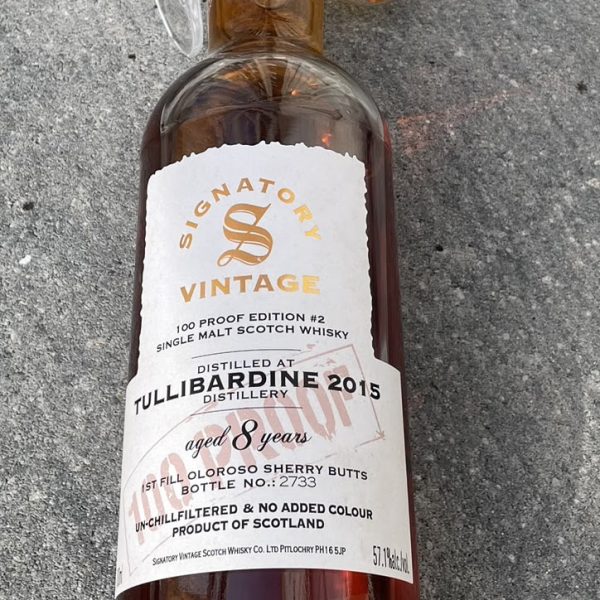 SIGNATORY
S
VINTAGE
100 PROOF EDITION #2
SINGLE MALT SCOTCH WHISKY
DISTILLED AT
TULLIBARDINE 2015
DISTILLERY
100 PROOF
aged 8 years
1ST FILL OLOROSO SHERRY BUTTS
BOTTLE NO.: 2733
UN-CHILLFILTERED & NO ADDED COLOUR
PRODUCT OF SCOTLAND
SIGNATORY VINTAGE SCOTCH WHISKY CO. LTD PITLOCHRY PH16 5JP
57.1%alc./vol.